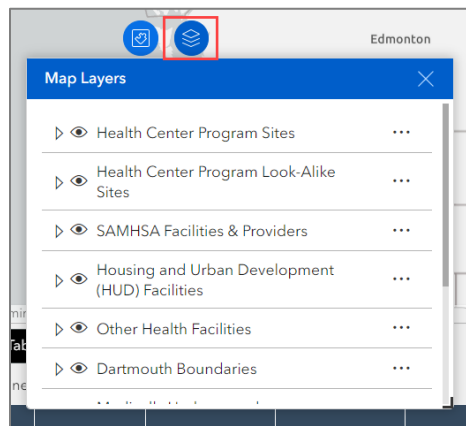 Edmonton
Map Layers
Health Center Program Sites
Health Center Program Look-Alike
Sites
SAMHSA Facilities & Providers
Housing and Urban Development
(HUD) Facilities
Other Health Facilities
Dartmouth Boundaries